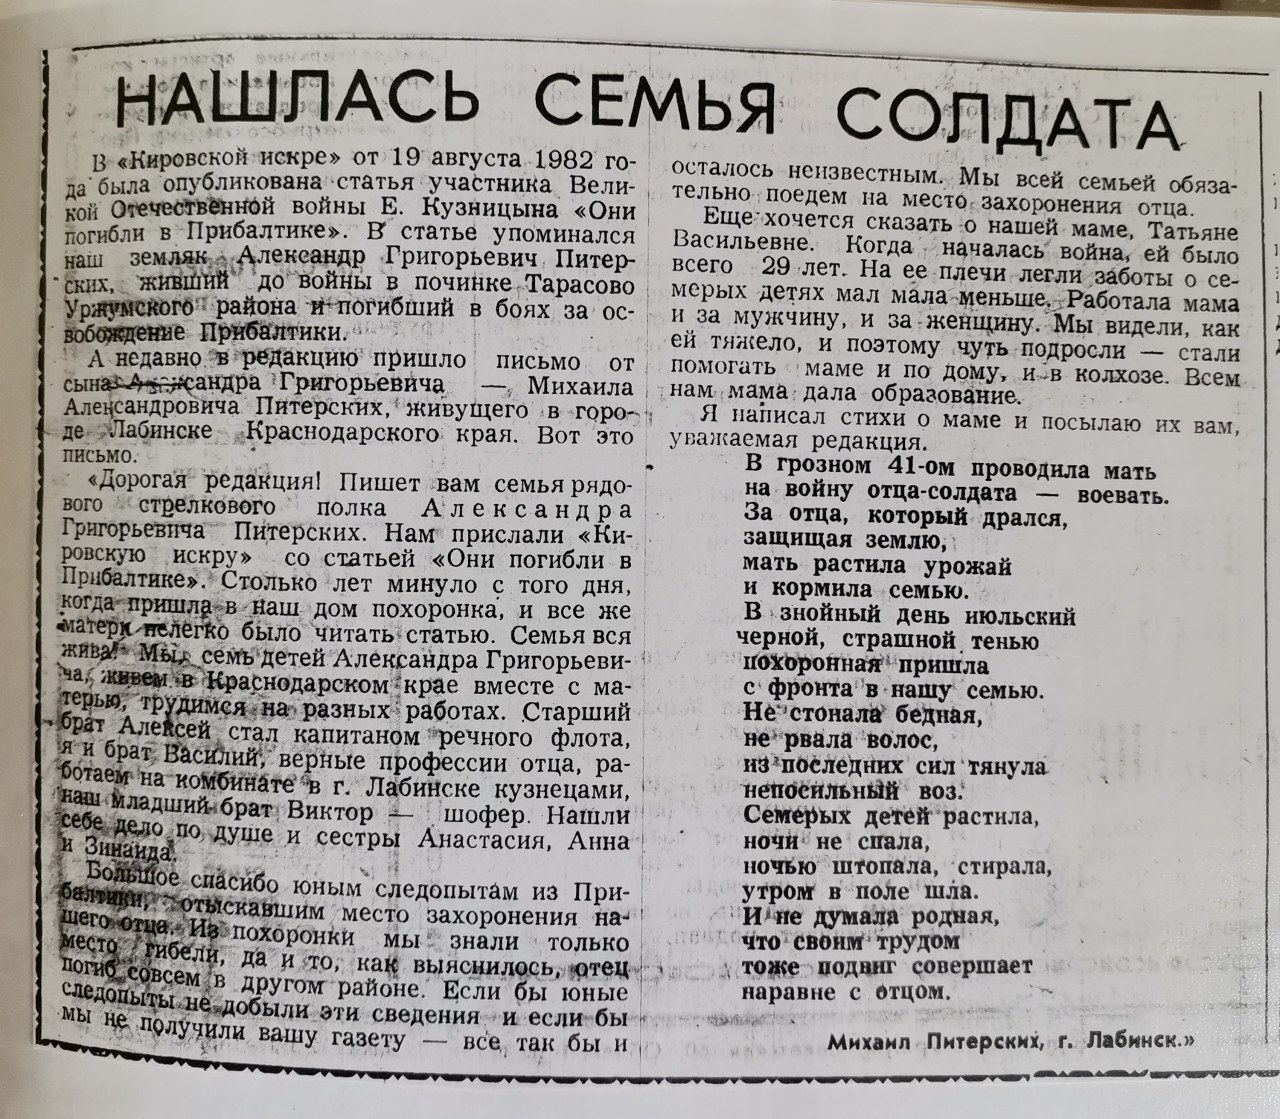 НАШЛАСЬ СЕМЬЯ СОЛДАТА
В «Кировской искре» от 19 августа 1982 го-
да была опубликована статья участника Вели-
кой Отечественной войны Е. Кузницына «Они
погибли в Прибалтике». В статье упоминался
наш земляк Александр Григорьевич Питер-
ских, живший до войны в починке Тарасово
Уржумского района и погибший в боях за ос-
вобождение Прибалтики.
А недавно в редакцию пришло письмо от
сына Александра Григорьевича — Михаила
Александровича Питерских, живущего в горо-
де Лабинске Краснодарского края. Вот это
письмо.
«Дорогая редакция! Пишет вам семья рядо-
вого стрелкового полка Александра
Григорьевича Питерских. Нам прислали «Ки-
ровскую искру» со статьей «Они погибли в
Прибалтике». Столько лет минуло с того дня,
когда пришла в наш дом похоронка, и все же
матери нелегко было читать статью. Семья вся
жива! Мы, семь детей Александра Григорьеви-
ча, живем в Краснодарском крае вместе с ма-
терью, трудимся на разных работах. Старший
брат Алексей стал капитаном речного флота,
я и брат Василий, верные профессии отца, ра-
ботаем на комбинате в г. Лабинске кузнецами,
наш младший брат Виктор — шофер. Нашли
себе дело по душе и сестры Анастасия, Анна
и Зинаида.
Большое спасибо юным следопытам из При-
балтики, отыскавшим место захоронения на-
шего отца. Из похоронки мы знали только
место гибели, да и то, как выяснилось, отец
погиб совсем в другом районе. Если бы юные
следопыты не добыли эти сведения и если бы
мы не получили вашу газету — все так бы и
осталось неизвестным. Мы всей семьей обяза-
тельно поедем на место захоронения отца.
Еще хочется сказать о нашей маме, Татьяне
Васильевне. Когда началась война, ей было
всего 29 лет. На ее плечи легли заботы о се-
мерых детях мал мала меньше. Работала мама
и за мужчину, и за женщину. Мы видели, как
ей тяжело, и поэтому чуть подросли — стали
помогать маме и по дому, и в колхозе. Всем
нам мама дала образование.
Я написал стихи о маме и посылаю их вам,
уважаемая редакция.
В грозном 41-ом проводила мать
на войну отца-солдата — воевать.
За отца, который дрался,
защищая землю,
мать растила урожай
и кормила семью.
В знойный день июльский
черной, страшной тенью
похоронная пришла
с фронта в нашу семью.
Не стонала бедная,
не рвала волос,
из последних сил тянула
непосильный воз.
Семерых детей растила,
ночи не спала,
ночью штопала, стирала,
утром в поле шла.
И не думала родная,
что своим трудом
тоже подвиг совершает
наравне с отцом.
Михаил Питерских, г. Лабинск.»